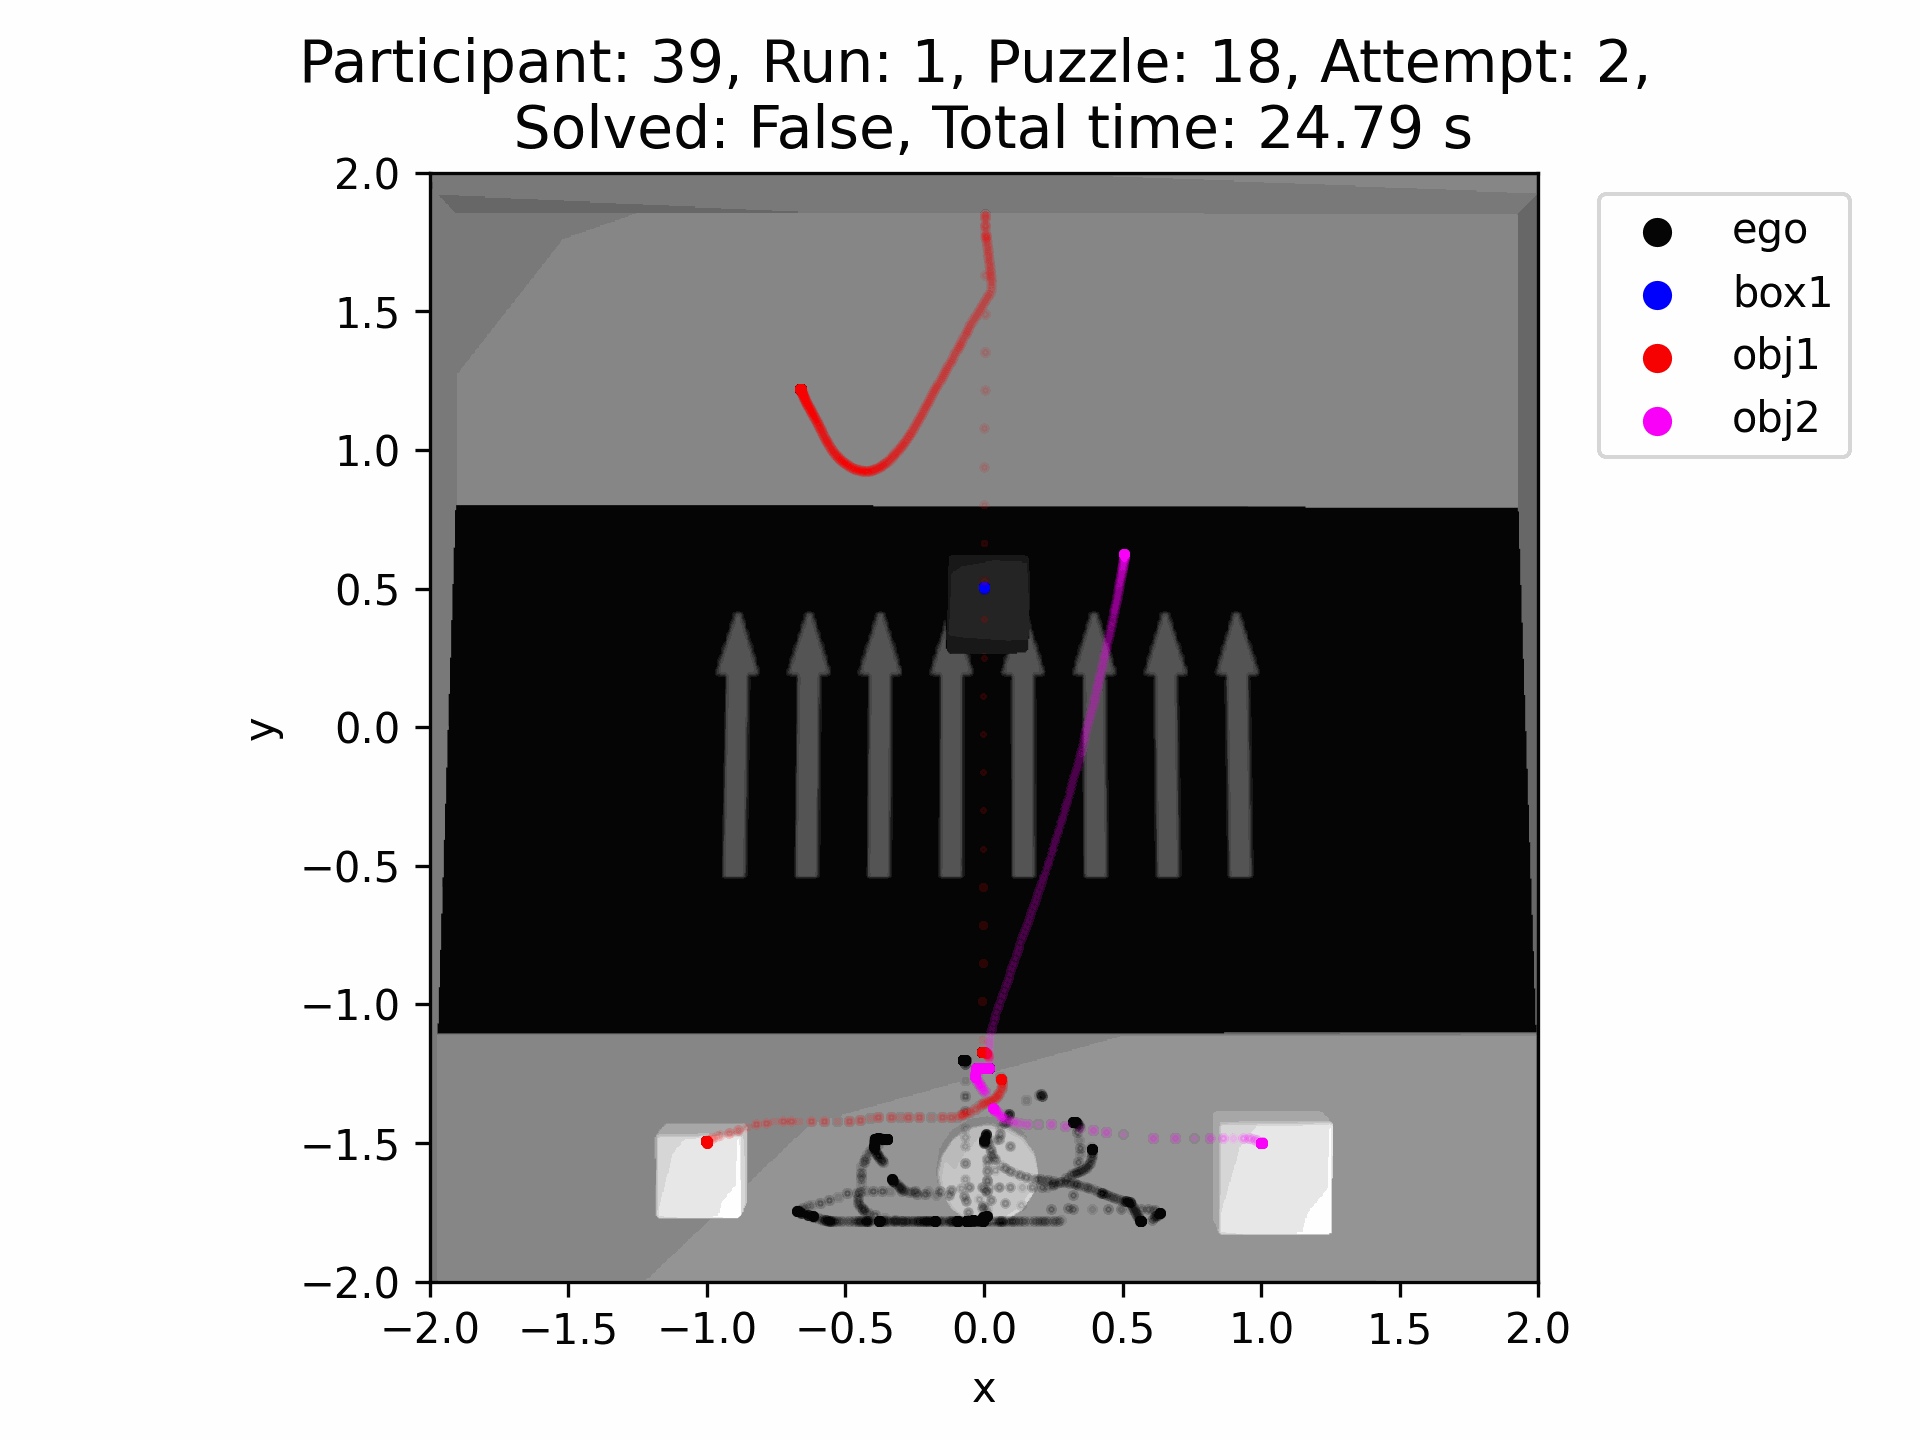 Participant: 39, Run: 1, Puzzle: 18, Attempt: 2,
Solved: False, Total time: 24.79 s
ego
box1
obj1
obj2
2.0
1.5
1.0
0.5
0.0
−0.5
−1.0
−1.5
−2.0
y
−2.0 −1.5 −1.0 −0.5 0.0 0.5 1.0 1.5 2.0
x